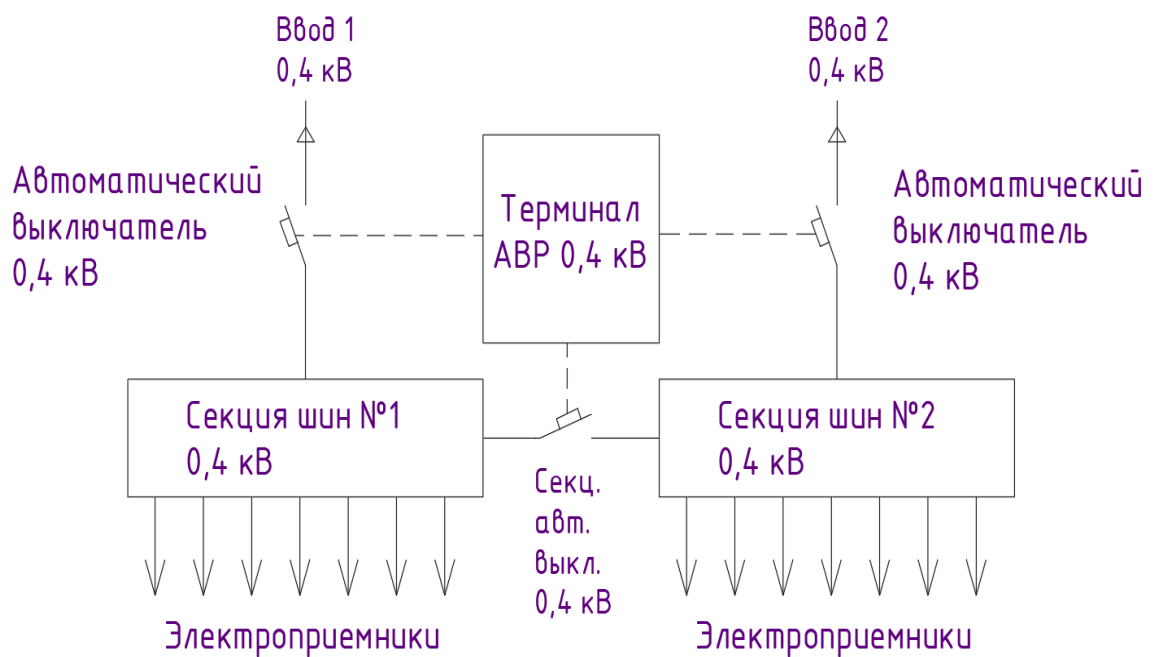 Ввод 1
0,4 кВ
Ввод 2
0,4 кВ
Автоматический
выключатель
0,4 кВ
Терминал
АВР 0,4 кВ
Автоматический
выключатель
0,4 кВ
Секция шин №1
0,4 кВ
Секция шин №2
0,4 кВ
Секц.
авт.
выкл.
0,4 кВ
Электроприемники
Электроприемники